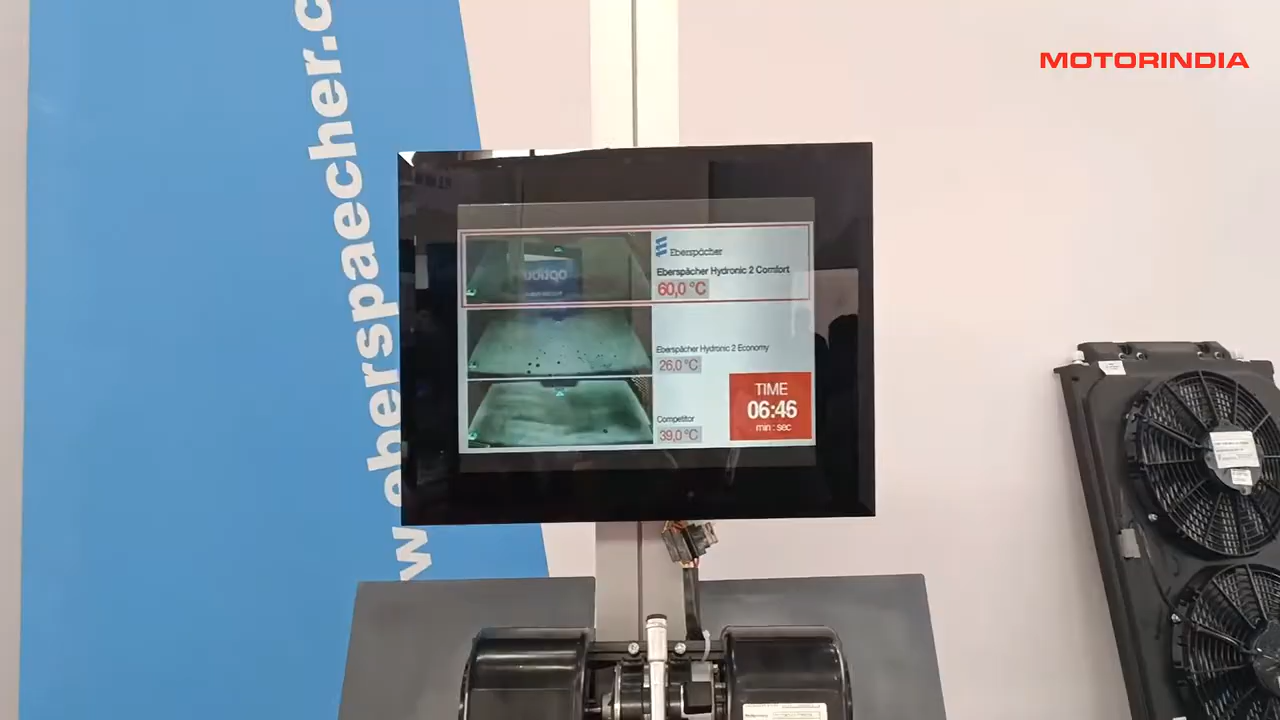 MOTORINDIA
w.eberspaecher.c
Eberspächer
Eberspächer Hydronic 2 Comfort
60,0 °C
Eberspächer Hydronic 2 Economy
26,0 °C
Competitor
39,0 °C
TIME
06:46
min : sec